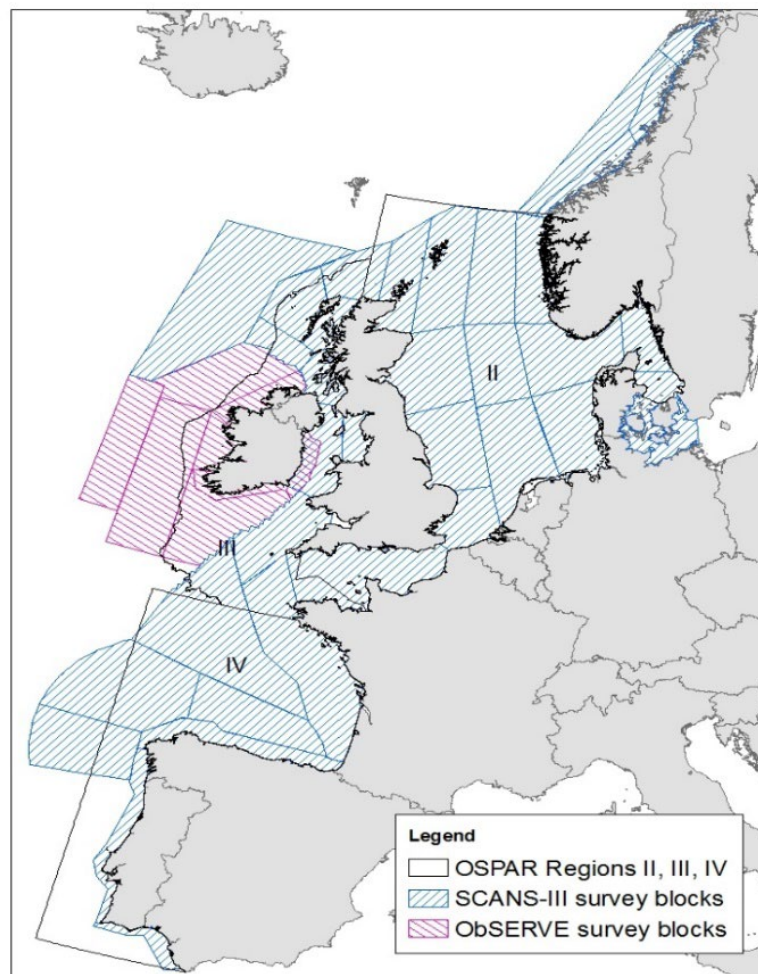 II
III
IV
Legend
OSPAR Regions II, III, IV
SCANS-III survey blocks
ObSERVE survey blocks